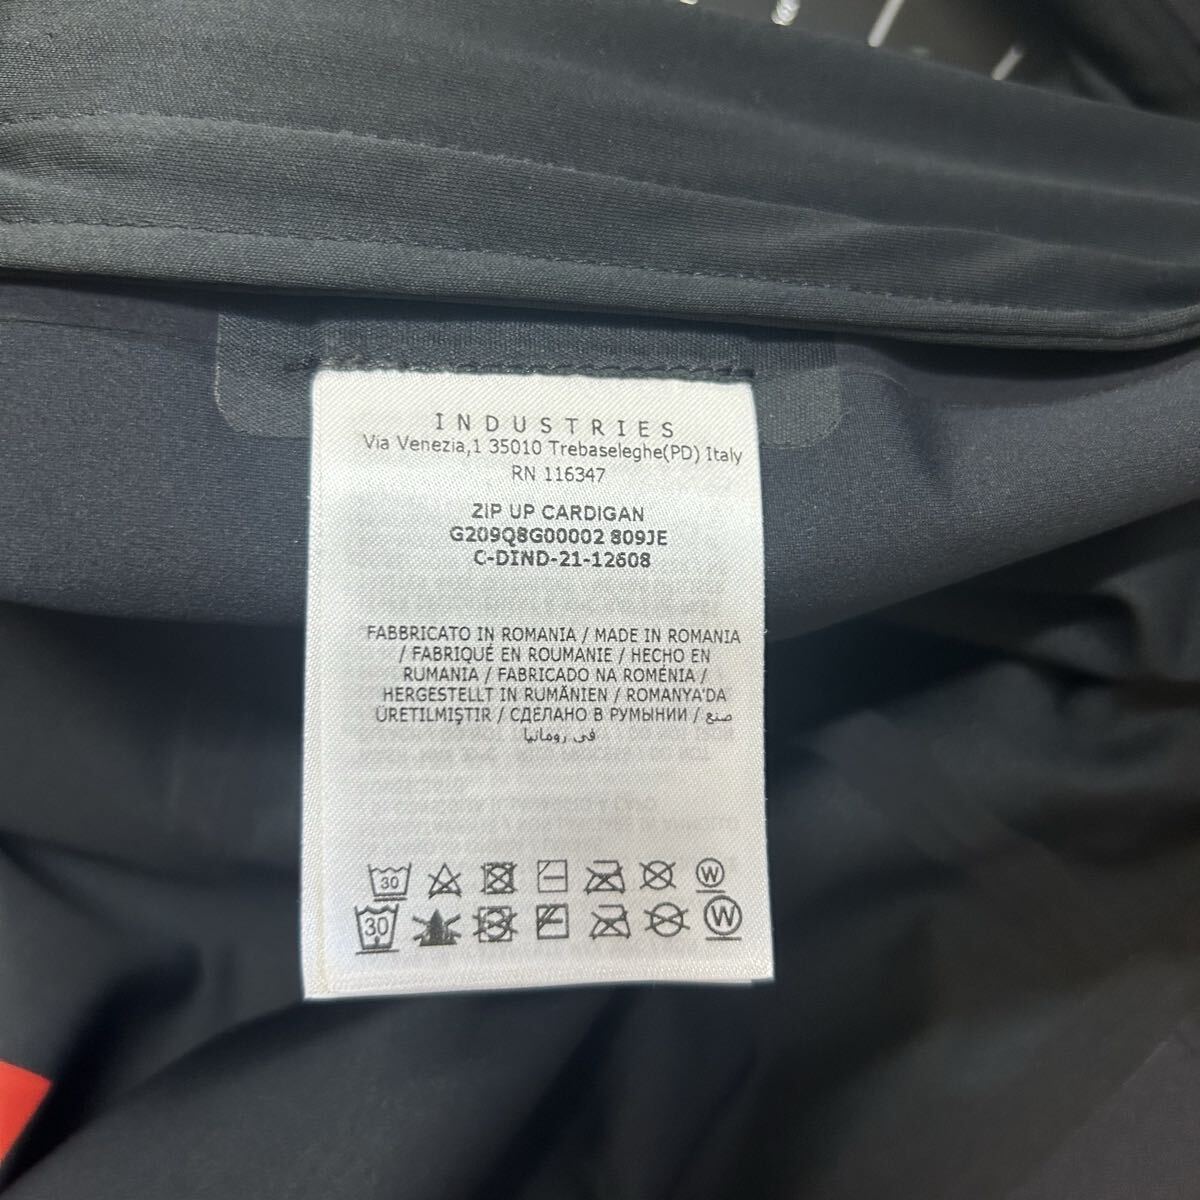 INDUSTRIES
Via Venezia,1 35010 Trebaseleghe(PD) Italy
RN 116347
ZIP UP CARDIGAN
G209Q8G00002 809JE
C-DIND-21-12608
FABBRICATO IN ROMANIA / MADE IN ROMANIA
/ FABRIQUÉ EN ROUMANIE / HECHO EN
RUMANIA / FABRICADO NA ROMÉNIA /
HERGESTELLT IN RUMÄNIEN / ROMANYA'DA
ÜRETILMIŞTIR / СДЕЛАНО В РУМЫНИИ / صنع
في رومانيا
30 W
30 W